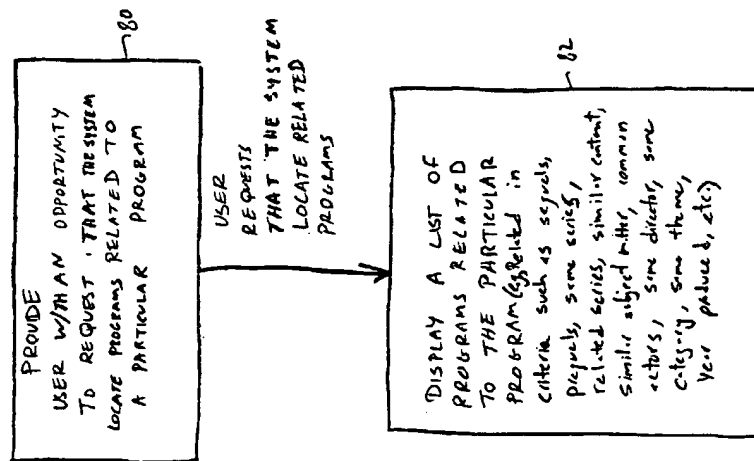 PROVIDE
USER W/AN OPPORTUNITY
TO REQUEST THAT THE SYSTEM
LOCATE PROGRAMS RELATED TO
A PARTICULAR PROGRAM
80
USER
REQUESTS
THAT THE SYSTEM
LOCATE RELATED
PROGRAMS
DISPLAY A LIST OF
PROGRAMS RELATED
TO THE PARTICULAR
PROGRAM (eg, Related in
criteria such as sequels,
prequels, same series,
related series, similar content,
similar subject matter, common
actors, same director, same
category, same theme,
year produced, etc.)
82